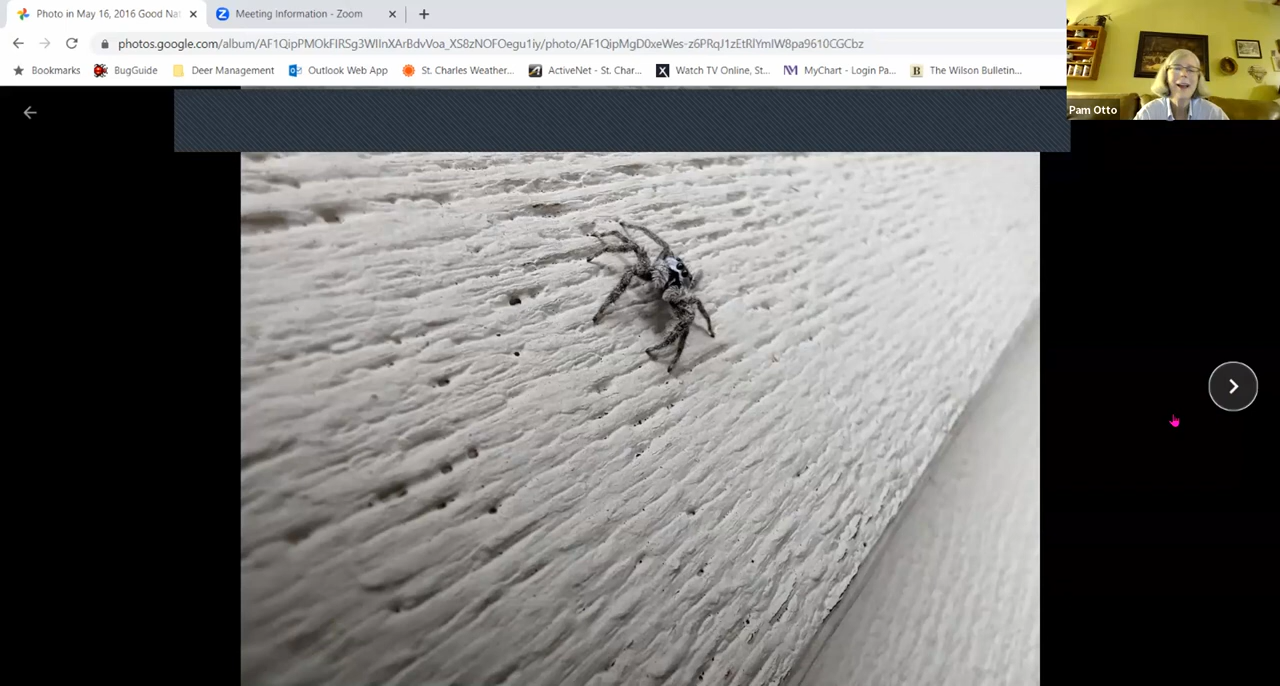 Photo in May 16, 2016 Good Nat
Meeting Information - Zoom
photos.google.com/album/AF1QipPMOkFIRSg3WIlnXArBdvVoa_XS8zNOFOegu1iy/photo/AF1QipMgD0xeWes-z6PRqJ1zEtRlYmlW8pa9610CGCbz
Bookmarks BugGuide Deer Management Outlook Web App St. Charles Weather... ActiveNet - St. Char... Watch TV Online, St... MyChart - Login Pa... The Wilson Bulletin...
Pam Otto